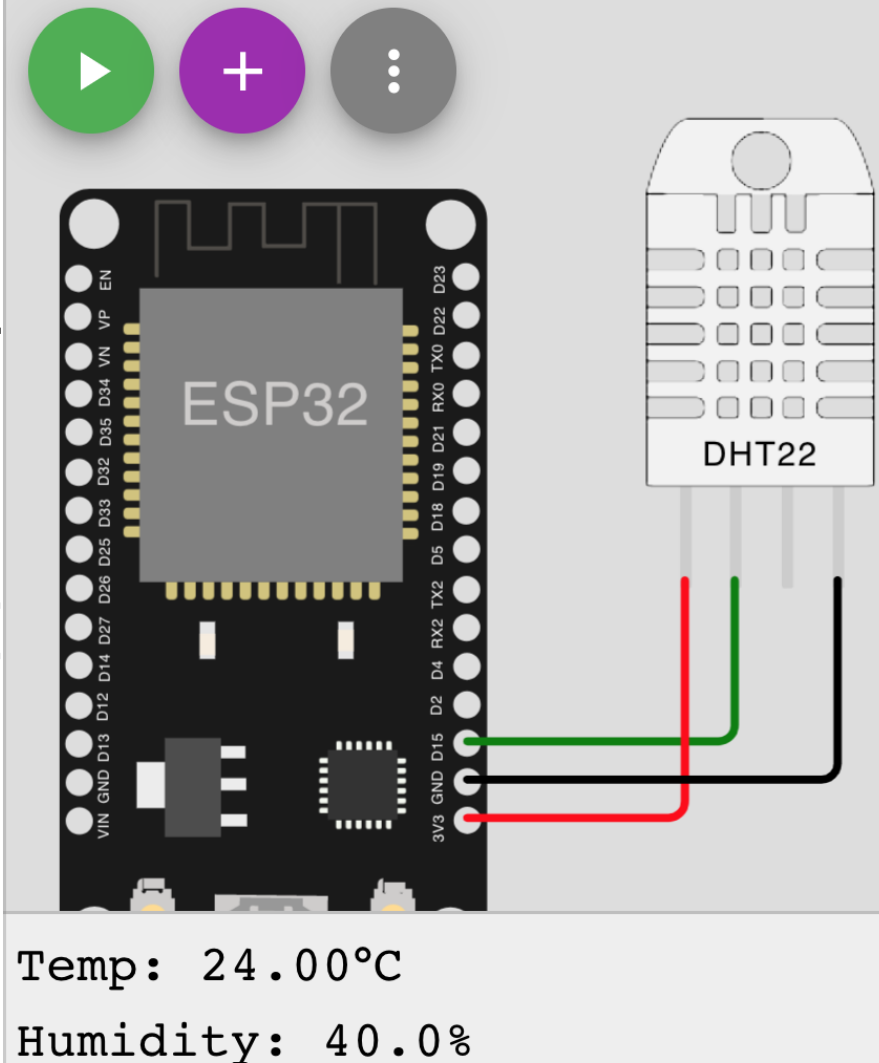 EN
VP
VN
D34
D35
D32
D33
D25
D26
D27
D14
D12
D13
GND
VIN
ESP32
D23
D22
TX0
RX0
D21
D19
D18
D5
TX2
RX2
D4
D2
D15
GND
3V3
DHT22
Temp: 24.00°C
Humidity: 40.0%